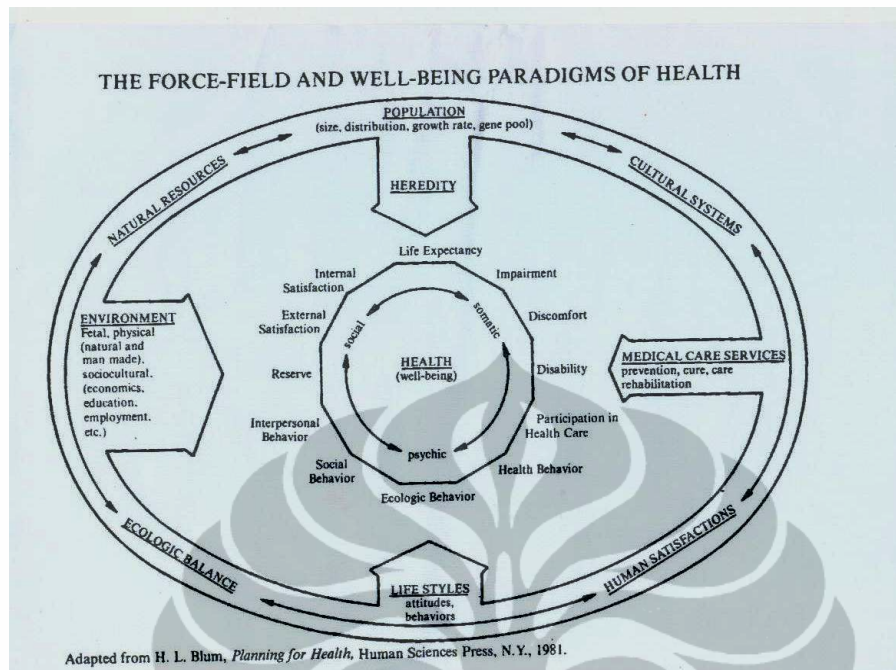 THE FORCE-FIELD AND WELL-BEING PARADIGMS OF HEALTH
POPULATION
(size, distribution, growth rate, gene pool)
NATURAL RESOURCES
CULTURAL SYSTEMS
HEREDITY
Life Expectancy
Internal
Satisfaction
Impairment
External
Satisfaction
Discomfort
social
somatic
ENVIRONMENT
Fetal, physical
(natural and
man made),
sociocultural,
(economics,
education,
employment,
etc.)
Reserve
HEALTH
(well-being)
Disability
MEDICAL CARE SERVICES
prevention, cure, care
rehabilitation
Interpersonal
Behavior
Participation in
Health Care
psychic
Social
Behavior
Health Behavior
Ecologic Behavior
ECOLOGIC BALANCE
HUMAN SATISFACTIONS
LIFE STYLES
attitudes,
behaviors
Adapted from H. L. Blum, Planning for Health, Human Sciences Press, N.Y., 1981.